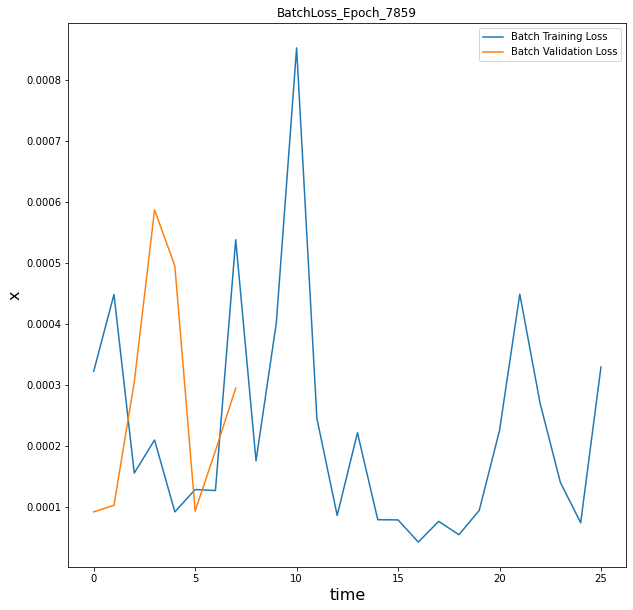 BatchLoss_Epoch_7859
Batch Training Loss
Batch Validation Loss
0.0008
0.0007
0.0006
0.0005
0.0004
0.0003
0.0002
0.0001
x
0 5 10 15 20 25
time